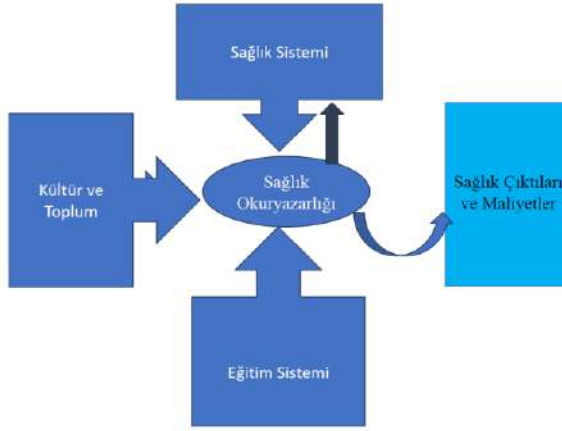 Sağlık Sistemi
Kültür ve
Toplum
Sağlık
Okuryazarlığı
Sağlık Çıktıları
ve Maliyetler
Eğitim Sistemi